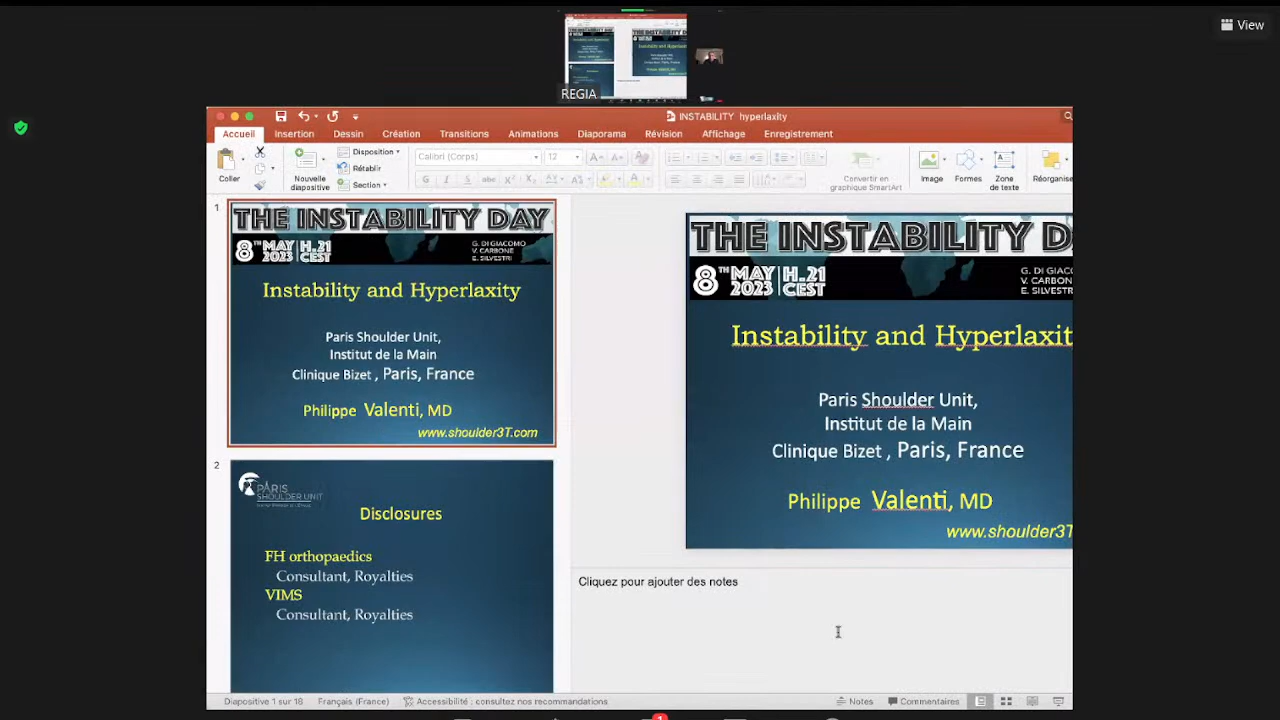 View
REGIA
INSTABILITY hyperlaxity
Accueil
Insertion
Dessin
Création
Transitions
Animations
Diaporama
Révision
Affichage
Enregistrement
Coller
Nouvelle
diapositive
Disposition
Rétablir
Section
Calibri (Corps)
12
Convertir en
graphique SmartArt
Image
Formes
Zone
de texte
Réorganise
1
THE INSTABILITY DAY
8TH MAY 2023 H.21 CEST
G. DI GIACOMO
V. CARBONE
E. SILVESTRI
Instability and Hyperlaxity
Paris Shoulder Unit,
Institut de la Main
Clinique Bizet , Paris, France
Philippe Valenti, MD
www.shoulder3T.com
2
PARIS
SHOULDER UNIT
Disclosures
FH orthopaedics
Consultant, Royalties
VIMS
Consultant, Royalties
THE INSTABILITY D
8TH MAY 2023 H.21 CEST
G. DI GIACO
V. CARBON
E. SILVESTR
Instability and Hyperlaxit
Paris Shoulder Unit,
Institut de la Main
Clinique Bizet , Paris, France
Philippe Valenti, MD
www.shoulder3T
Cliquez pour ajouter des notes
Diapositive 1 sur 18
Français (France)
Accessibilité : consultez nos recommandations
Notes
Commentaires
1